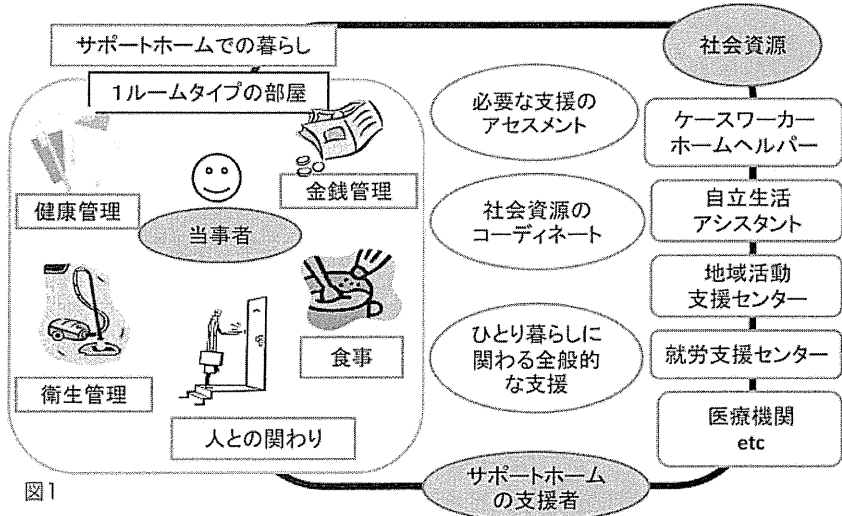 サポートホームでの暮らし
1ルームタイプの部屋
健康管理
金銭管理
当事者
衛生管理
食事
人との関わり
必要な支援の
アセスメント
社会資源の
コーディネート
ひとり暮らしに
関わる全般的
な支援
サポートホーム
の支援者
社会資源
ケースワーカー
ホームヘルパー
自立生活
アシスタント
地域活動
支援センター
就労支援センター
医療機関
etc
図1